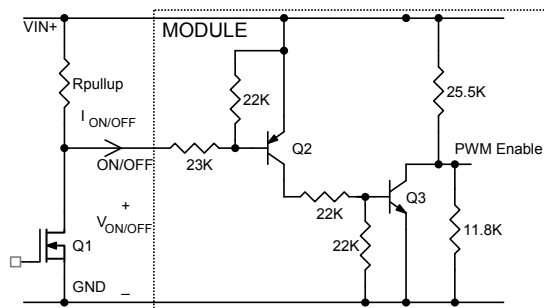 VIN+
MODULE
Rpullup
22K
25.5K
I ON/OFF
Q2
PWM Enable
ON/OFF
23K
Q3
22K
+
V ON/OFF
22K
11.8K
Q1
GND
–